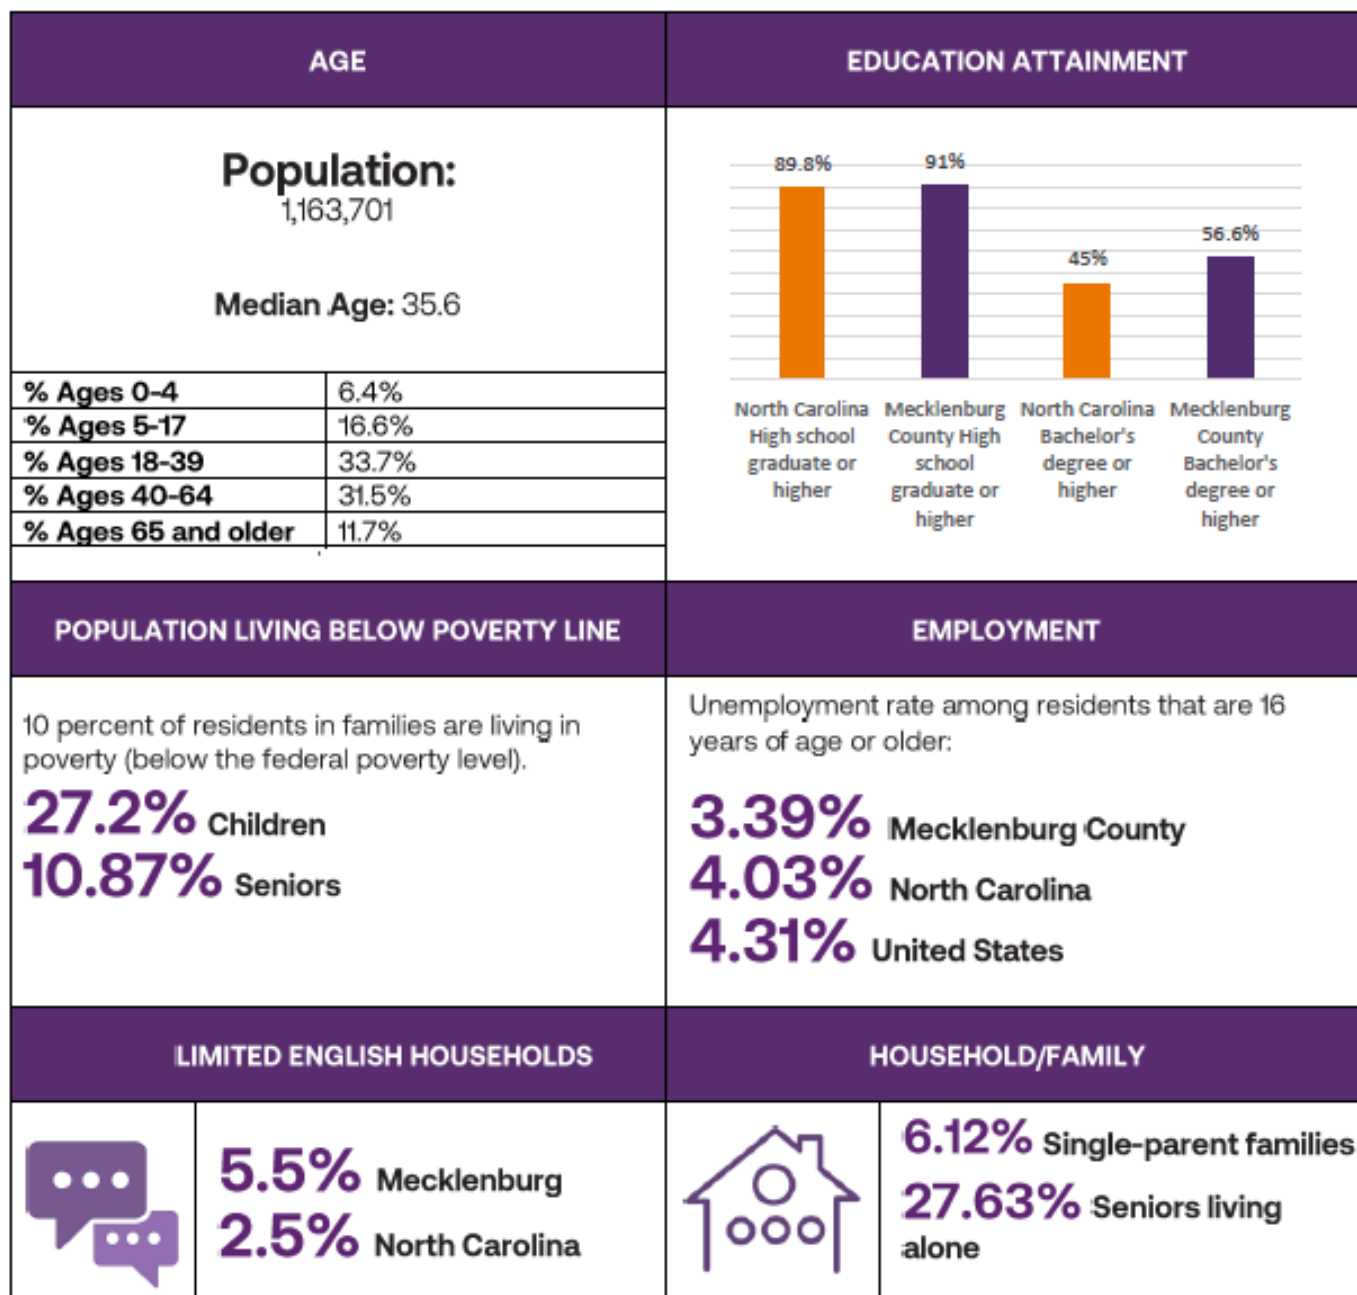 AGE
EDUCATION ATTAINMENT
Population:
1,163,701
Median Age: 35.6
% Ages 0-4 6.4%
% Ages 5-17 16.6%
% Ages 18-39 33.7%
% Ages 40-64 31.5%
% Ages 65 and older 11.7%
89.8%
91%
45%
56.6%
North Carolina
High school
graduate or
higher
Mecklenburg
County High
school
graduate or
higher
North Carolina
Bachelor's
degree or
higher
Mecklenburg
County
Bachelor's
degree or
higher
POPULATION LIVING BELOW POVERTY LINE
EMPLOYMENT
10 percent of residents in families are living in
poverty (below the federal poverty level).
27.2% Children
10.87% Seniors
Unemployment rate among residents that are 16
years of age or older:
3.39% Mecklenburg County
4.03% North Carolina
4.31% United States
LIMITED ENGLISH HOUSEHOLDS
HOUSEHOLD/FAMILY
5.5% Mecklenburg
2.5% North Carolina
6.12% Single-parent families
27.63% Seniors living
alone